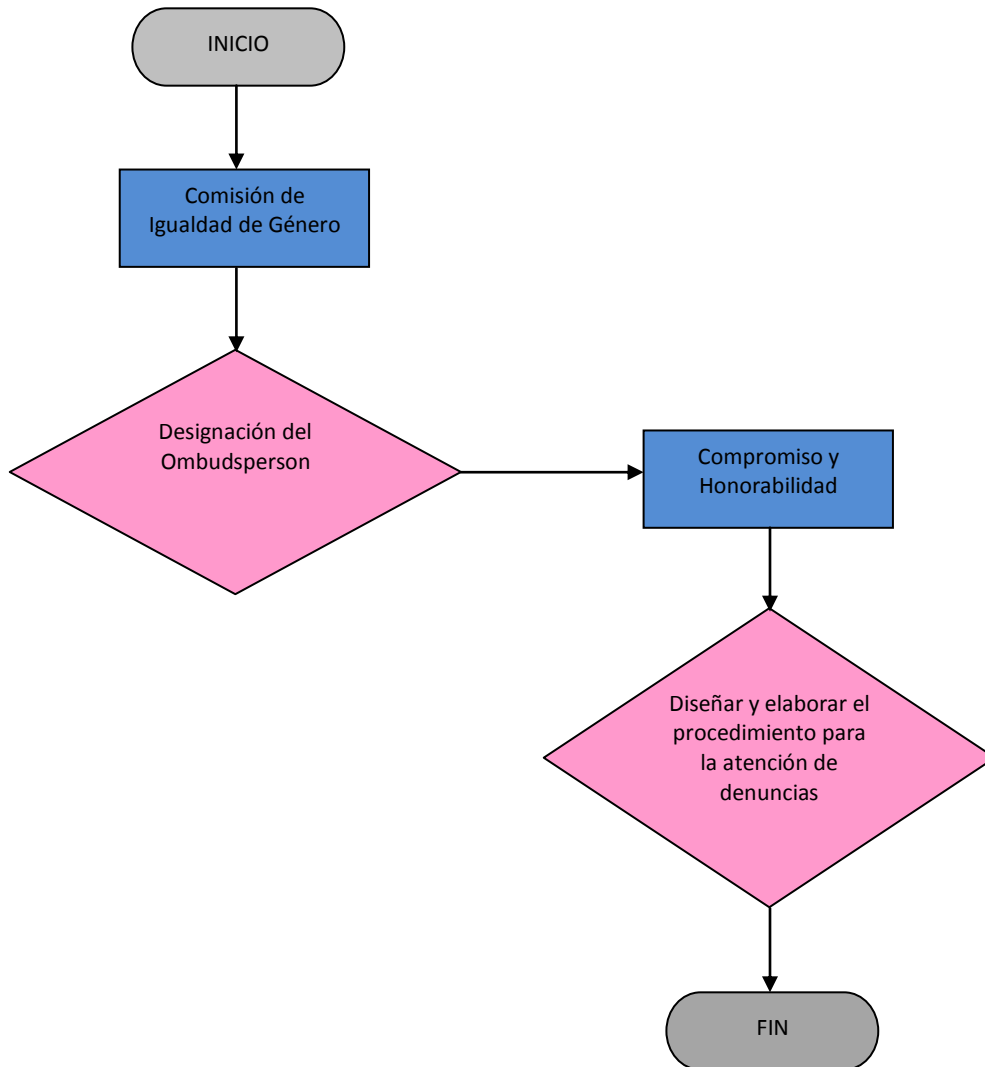 INICIO
Comisión de
Igualdad de Género
Designación del
Ombudsperson
Compromiso y
Honorabilidad
Diseñar y elaborar el
procedimiento para
la atención de
denuncias
FIN